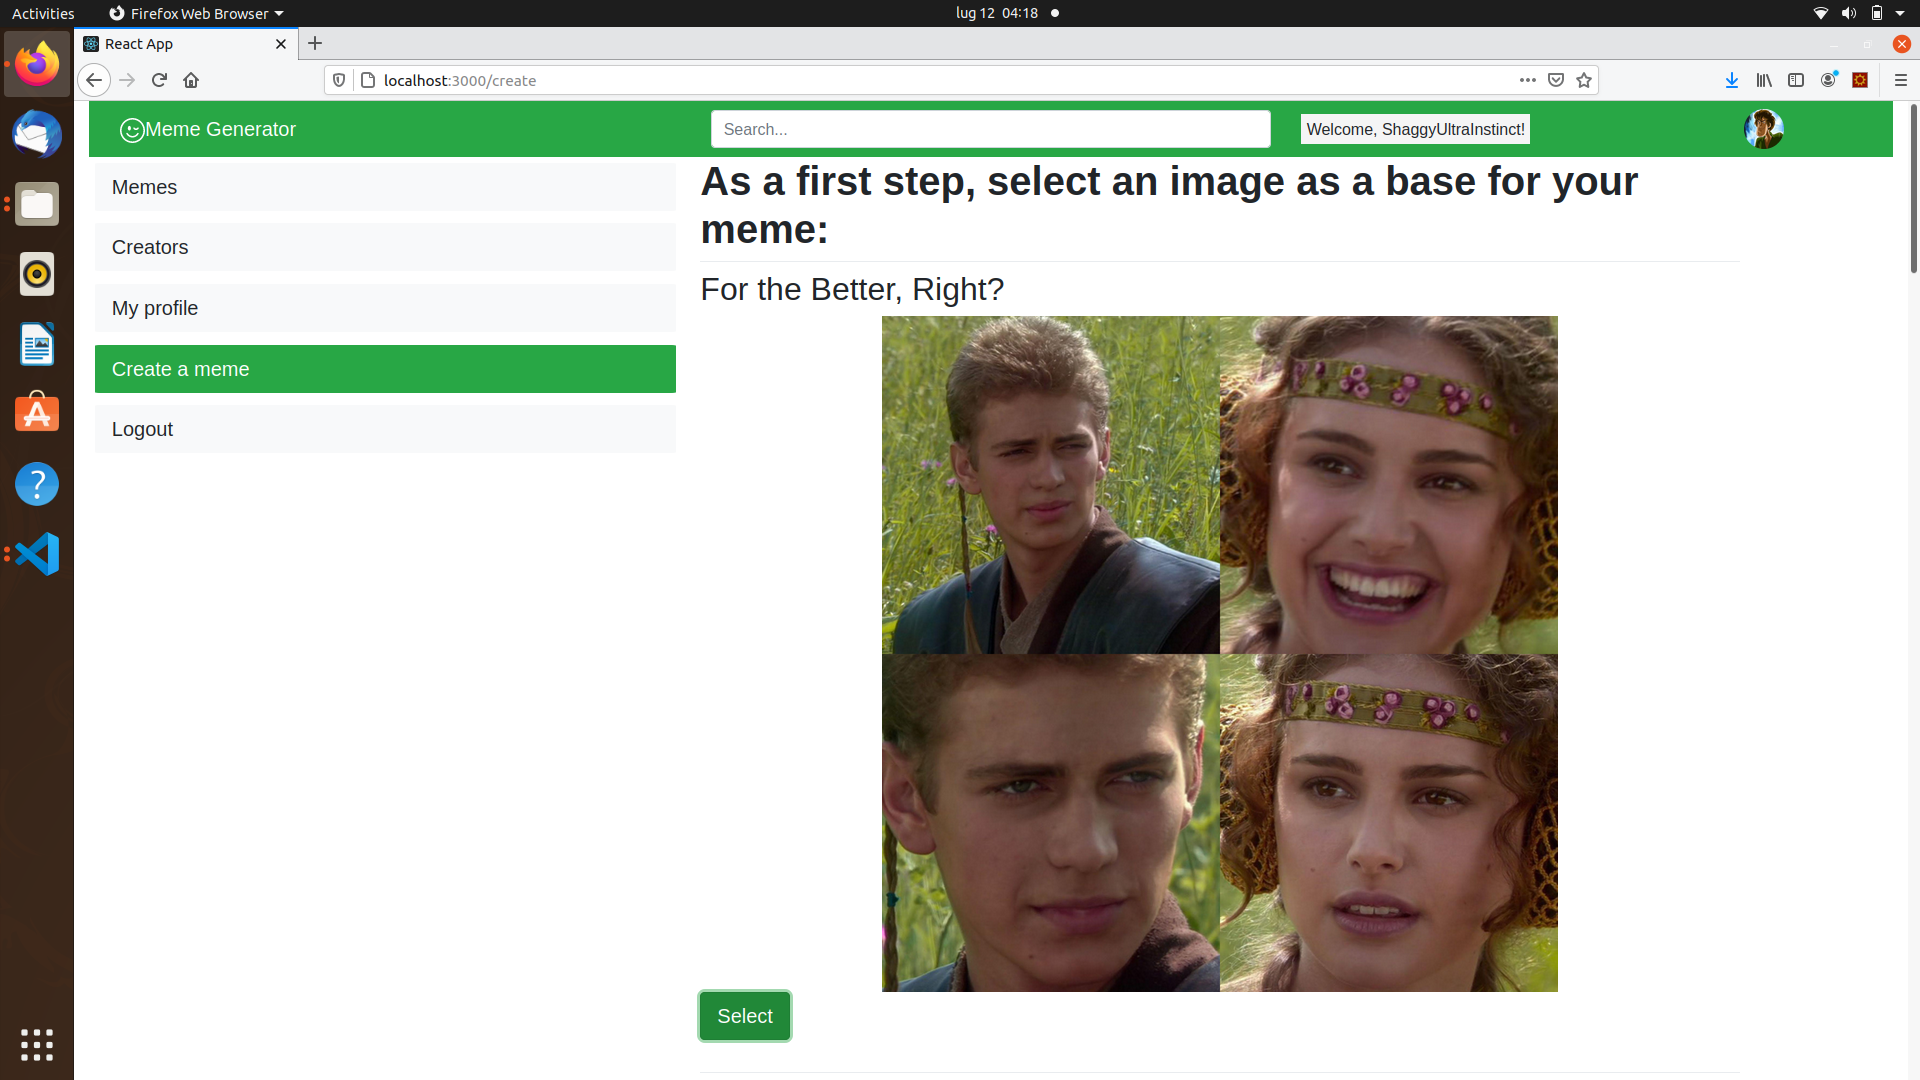 Activities
Firefox Web Browser
lug 12 04:18
React App
localhost:3000/create
Meme Generator
Search...
Welcome, ShaggyUltraInstinct!
Memes
Creators
My profile
Create a meme
Logout
As a first step, select an image as a base for your
meme:
For the Better, Right?
Select